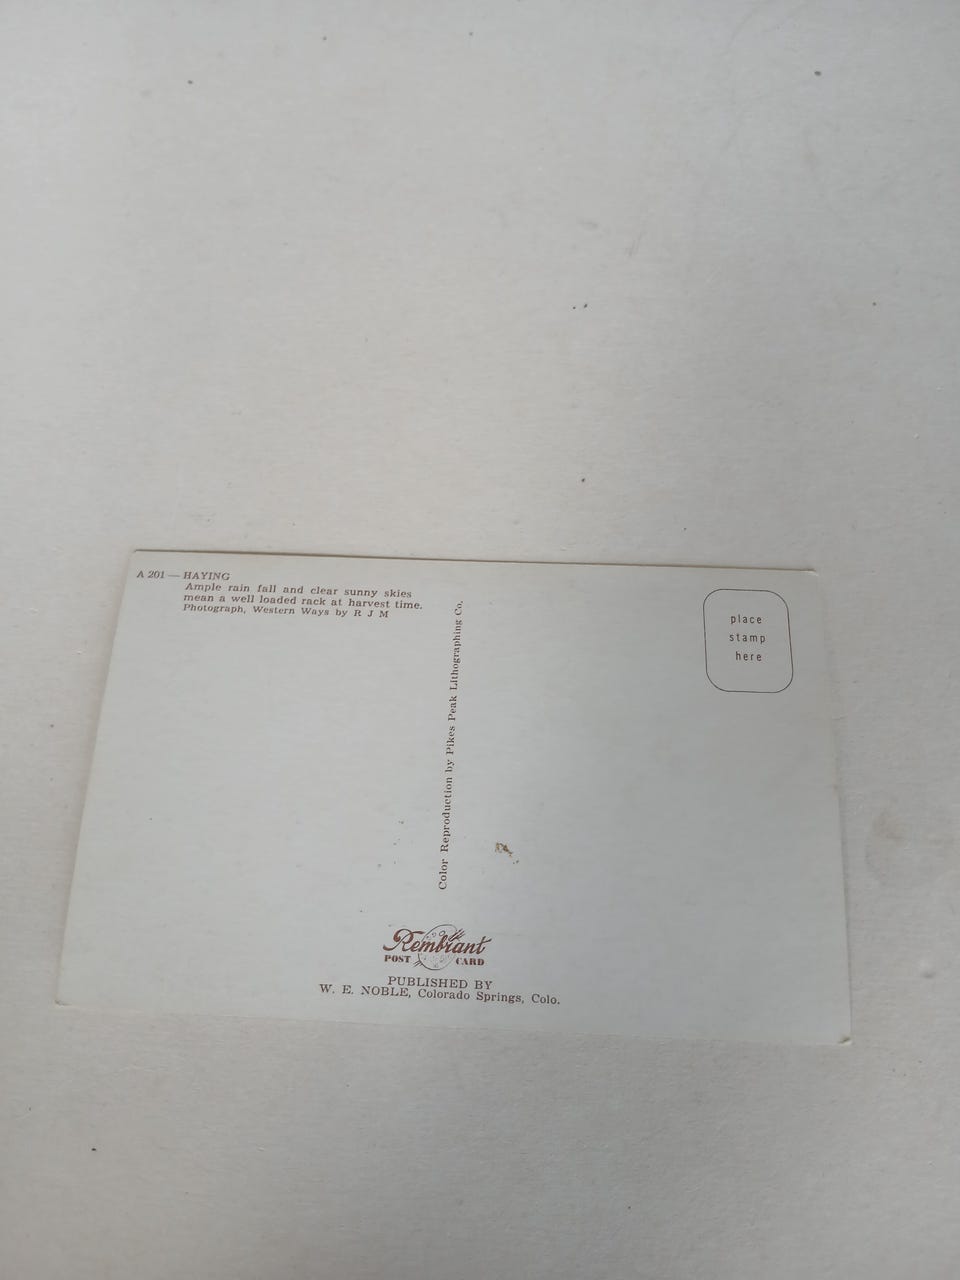 A 201 — HAYING
Ample rain fall and clear sunny skies
mean a well loaded rack at harvest time.
Photograph, Western Ways by R J M
Color Reproduction by Pikes Peak Lithographing Co.
place
stamp
here
Rembrant
POST CARD
PUBLISHED BY
W. E. NOBLE, Colorado Springs, Colo.